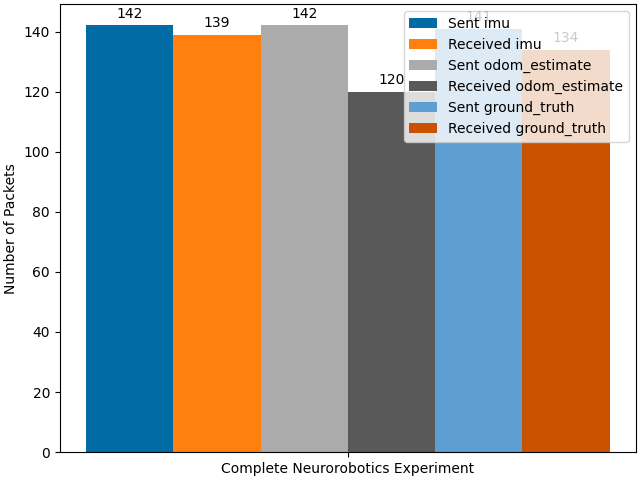 142
139
142
120
141
134
Sent imu
Received imu
Sent odom_estimate
Received odom_estimate
Sent ground_truth
Received ground_truth
Number of Packets
140
120
100
80
60
40
20
0
Complete Neurorobotics Experiment